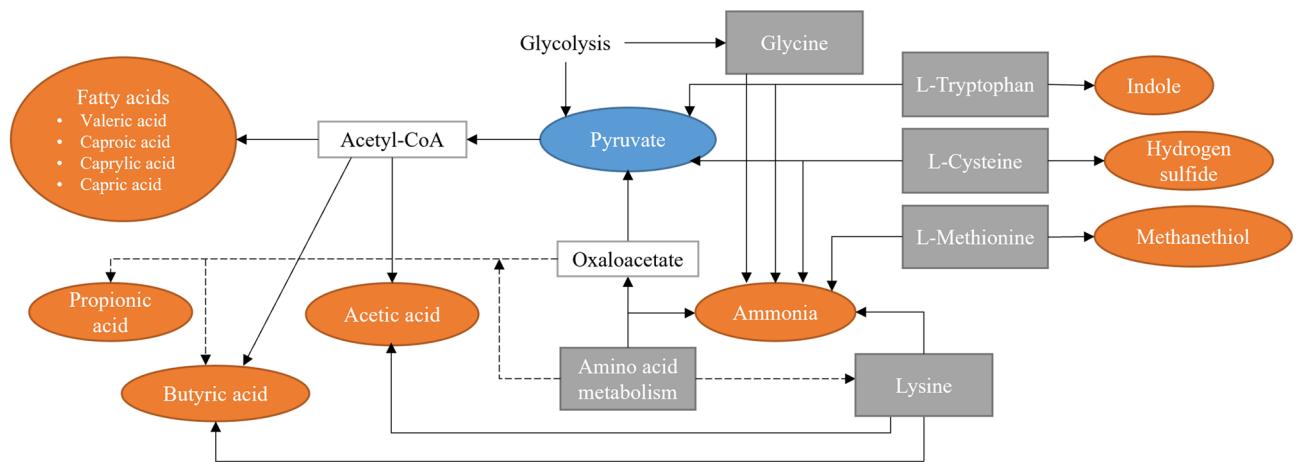 Glycolysis
Glycine
Fatty acids
• Valeric acid
• Caproic acid
• Caprylic acid
• Capric acid
Acetyl-CoA
Pyruvate
L-Tryptophan
Indole
L-Cysteine
Hydrogen
sulfide
L-Methionine
Methanethiol
Oxaloacetate
Propionic
acid
Acetic acid
Ammonia
Butyric acid
Amino acid
metabolism
Lysine